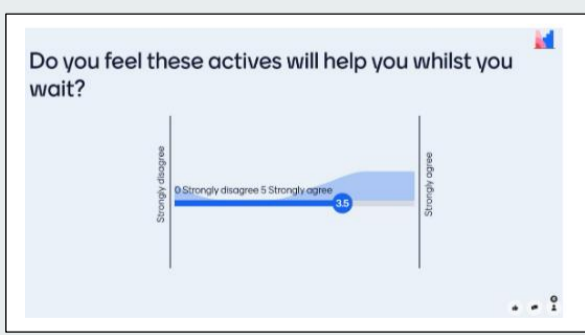 Do you feel these actives will help you whilst you
wait?
Strongly disagree
0 Strongly disagree 5 Strongly agree
3.5
Strongly agree